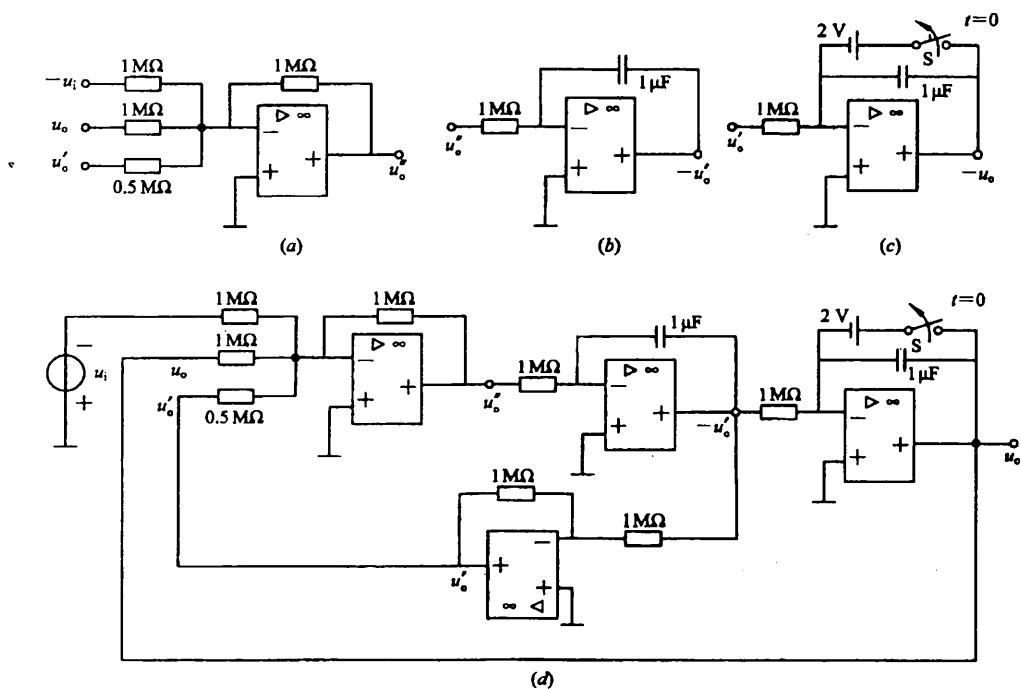 1MΩ
−uᵢ
1MΩ
uₒ
1MΩ
u′ₒ
0.5MΩ
▷ ∞
−
+
+
u″ₒ
(a)
1MΩ
u″ₒ
1μF
▷ ∞
−
+
+
−u′ₒ
(b)
t=0
2 V
S
1μF
1MΩ
u′ₒ
▷ ∞
−
+
+
−uₒ
(c)
1MΩ
1MΩ
uₒ
u′ₒ
0.5MΩ
−
uᵢ
+
1MΩ
▷ ∞
−
+
+
u″ₒ
1MΩ
1μF
▷ ∞
−
+
+
−u′ₒ
1MΩ
t=0
2 V
S
1μF
▷ ∞
−
+
+
uₒ
1MΩ
1MΩ
−
+
+
∞ ◁
u′ₒ
(d)